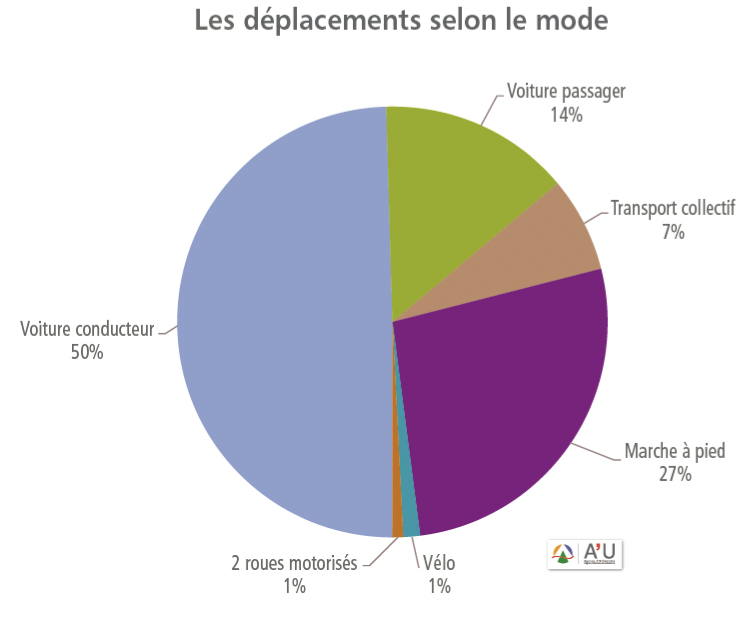 Les déplacements selon le mode
Voiture passager
14%
Transport collectif
7%
Voiture conducteur
50%
Marche à pied
27%
2 roues motorisés
1%
Vélo
1%
A'U